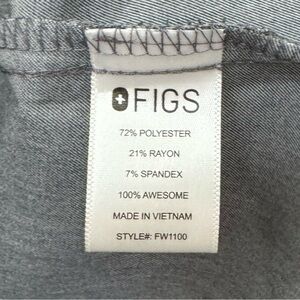 FIGS
72% POLYESTER
21% RAYON
7% SPANDEX
100% AWESOME
MADE IN VIETNAM
STYLE#: FW1100